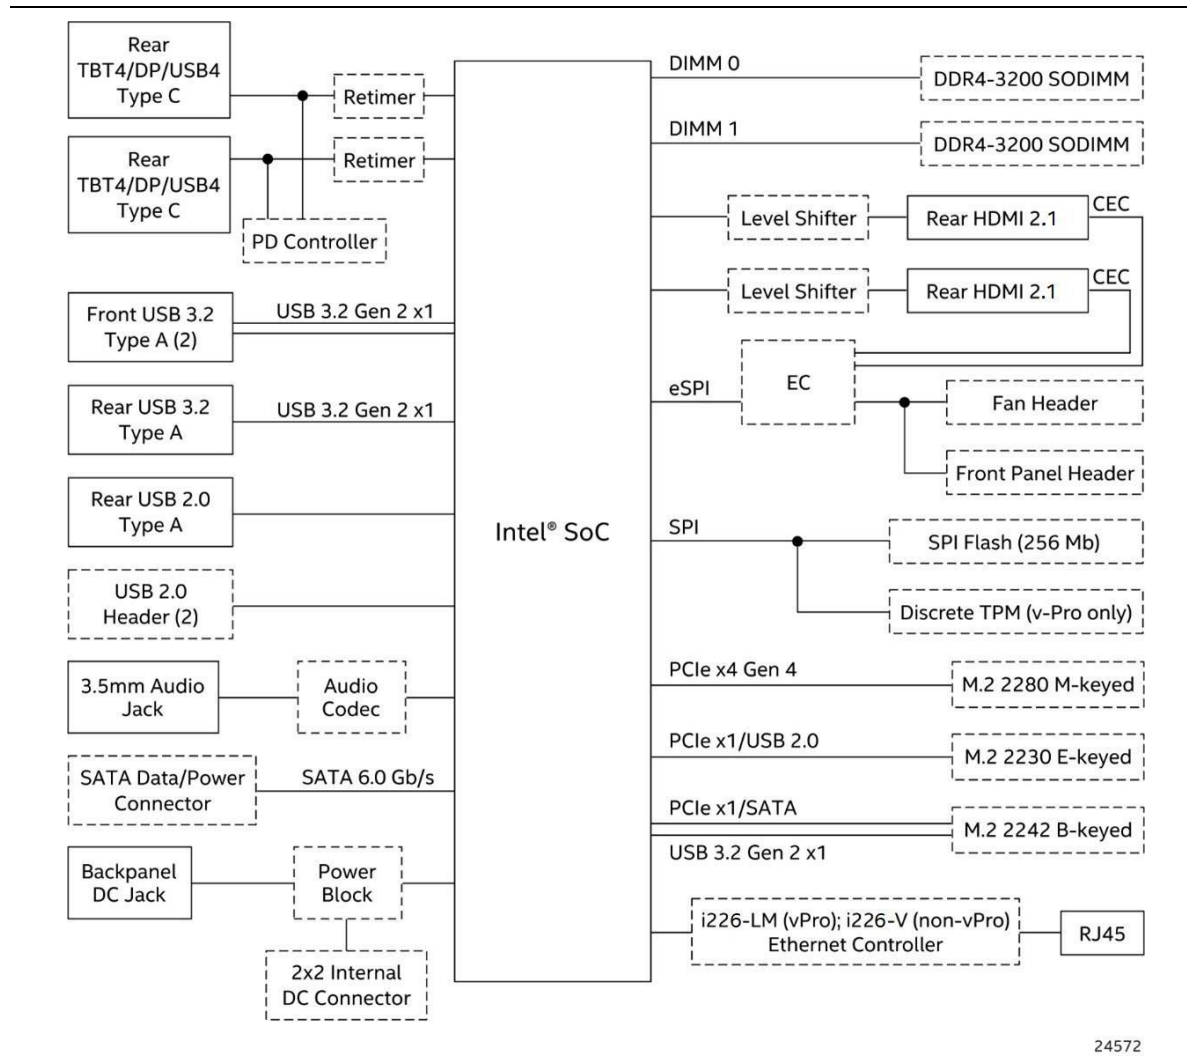 Rear
TBT4/DP/USB4
Type C
Retimer
Rear
TBT4/DP/USB4
Type C
Retimer
PD Controller
Front USB 3.2
Type A (2)
USB 3.2 Gen 2 x1
Rear USB 3.2
Type A
USB 3.2 Gen 2 x1
Rear USB 2.0
Type A
USB 2.0
Header (2)
3.5mm Audio
Jack
Audio
Codec
SATA Data/Power
Connector
SATA 6.0 Gb/s
Backpanel
DC Jack
Power
Block
2x2 Internal
DC Connector
Intel® SoC
DIMM 0
DDR4-3200 SODIMM
DIMM 1
DDR4-3200 SODIMM
Level Shifter
Rear HDMI 2.1
CEC
Level Shifter
Rear HDMI 2.1
CEC
eSPI
EC
Fan Header
Front Panel Header
SPI
SPI Flash (256 Mb)
Discrete TPM (v-Pro only)
PCIe x4 Gen 4
M.2 2280 M-keyed
PCIe x1/USB 2.0
M.2 2230 E-keyed
PCIe x1/SATA
M.2 2242 B-keyed
USB 3.2 Gen 2 x1
i226-LM (vPro); i226-V (non-vPro)
Ethernet Controller
RJ45
24572